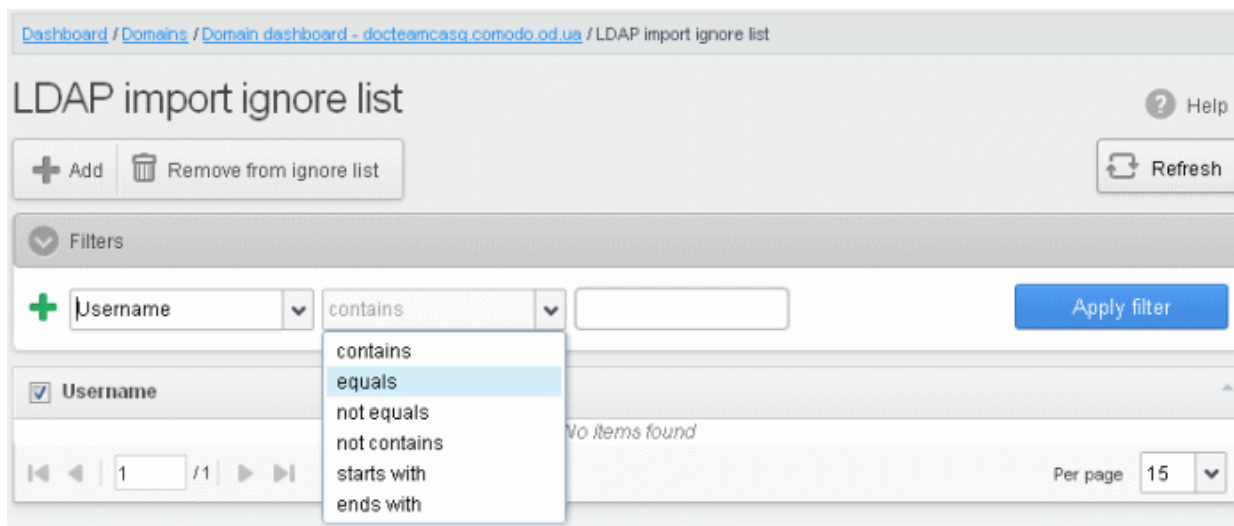 Dashboard / Domains / Domain dashboard - docteamcasg.comodo.od.ua / LDAP import ignore list
LDAP import ignore list
Help
Add
Remove from ignore list
Refresh
Filters
Username
contains
Apply filter
contains
equals
not equals
not contains
starts with
ends with
Username
No items found
1 /1
Per page 15